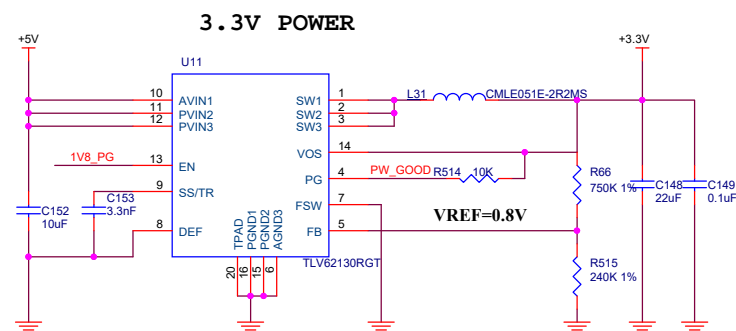 3.3V POWER
+5V
+3.3V
U11
10 AVIN1 SW1 1 L31 CMLE051E-2R2MS
11 PVIN2 SW2 2
12 PVIN3 SW3 3
VOS 14
1V8_PG 13 EN
PG 4 PW_GOOD R514 10K
R66
750K 1%
C148
22uF
C149
0.1uF
C153
3.3nF
9 SS/TR
FSW 7
C152
10uF
8 DEF
FB 5 VREF=0.8V
TPAD PGND1 PGND2 AGND3
TLV62130RGT
20 16 15 6
R515
240K 1%